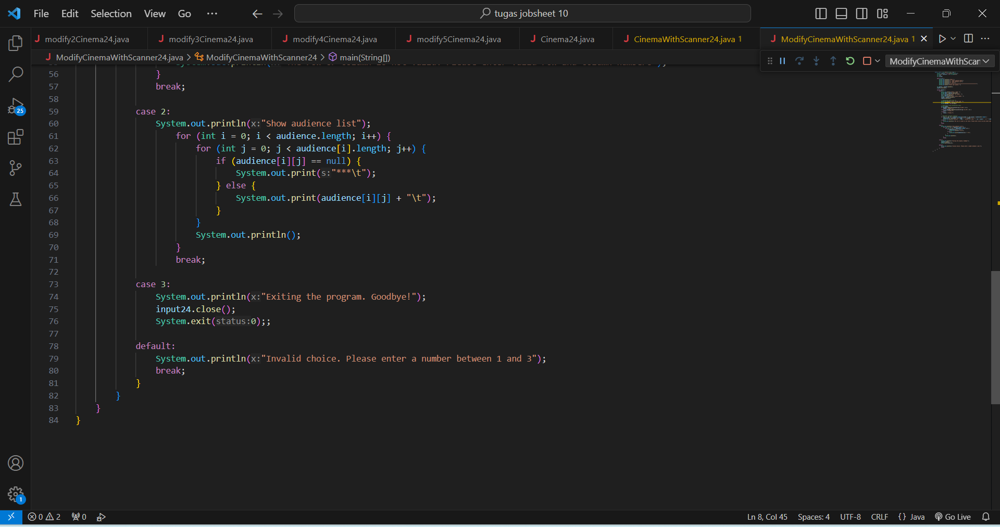 File Edit Selection View Go ··· tugas jobsheet 10
modify2Cinema24.java modify3Cinema24.java modify4Cinema24.java modify5Cinema24.java Cinema24.java CinemaWithScanner24.java 1 ModifyCinemaWithScanner24.java 1
ModifyCinemaWithScanner24.java > ModifyCinemaWithScanner24 > main(String[])
ModifyCinemaWithScan
56 }
57 break;
58
59 case 2:
60 System.out.println(x:"Show audience list");
61 for (int i = 0; i < audience.length; i++) {
62 for (int j = 0; j < audience[i].length; j++) {
63 if (audience[i][j] == null) {
64 System.out.print(s:"***\t");
65 } else {
66 System.out.print(audience[i][j] + "\t");
67 }
68 }
69 System.out.println();
70 }
71 break;
72
73 case 3:
74 System.out.println(x:"Exiting the program. Goodbye!");
75 input24.close();
76 System.exit(status:0);;
77
78 default:
79 System.out.println(x:"Invalid choice. Please enter a number between 1 and 3");
80 break;
81 }
82 }
83 }
84 }
25
1
0 2 0 Ln 8, Col 45 Spaces: 4 UTF-8 CRLF {} Java Go Live